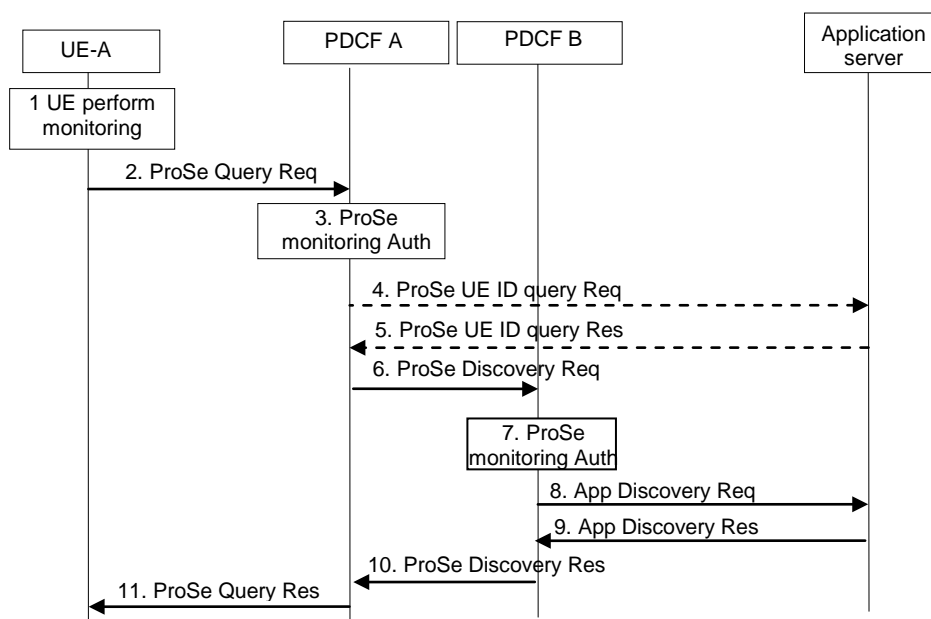 UE-A
PDCF A
PDCF B
Application
server
1 UE perform
monitoring
2. ProSe Query Req
3. ProSe
monitoring Auth
4. ProSe UE ID query Req
5. ProSe UE ID query Res
6. ProSe Discovery Req
7. ProSe
monitoring Auth
8. App Discovery Req
9. App Discovery Res
10. ProSe Discovery Res
11. ProSe Query Res